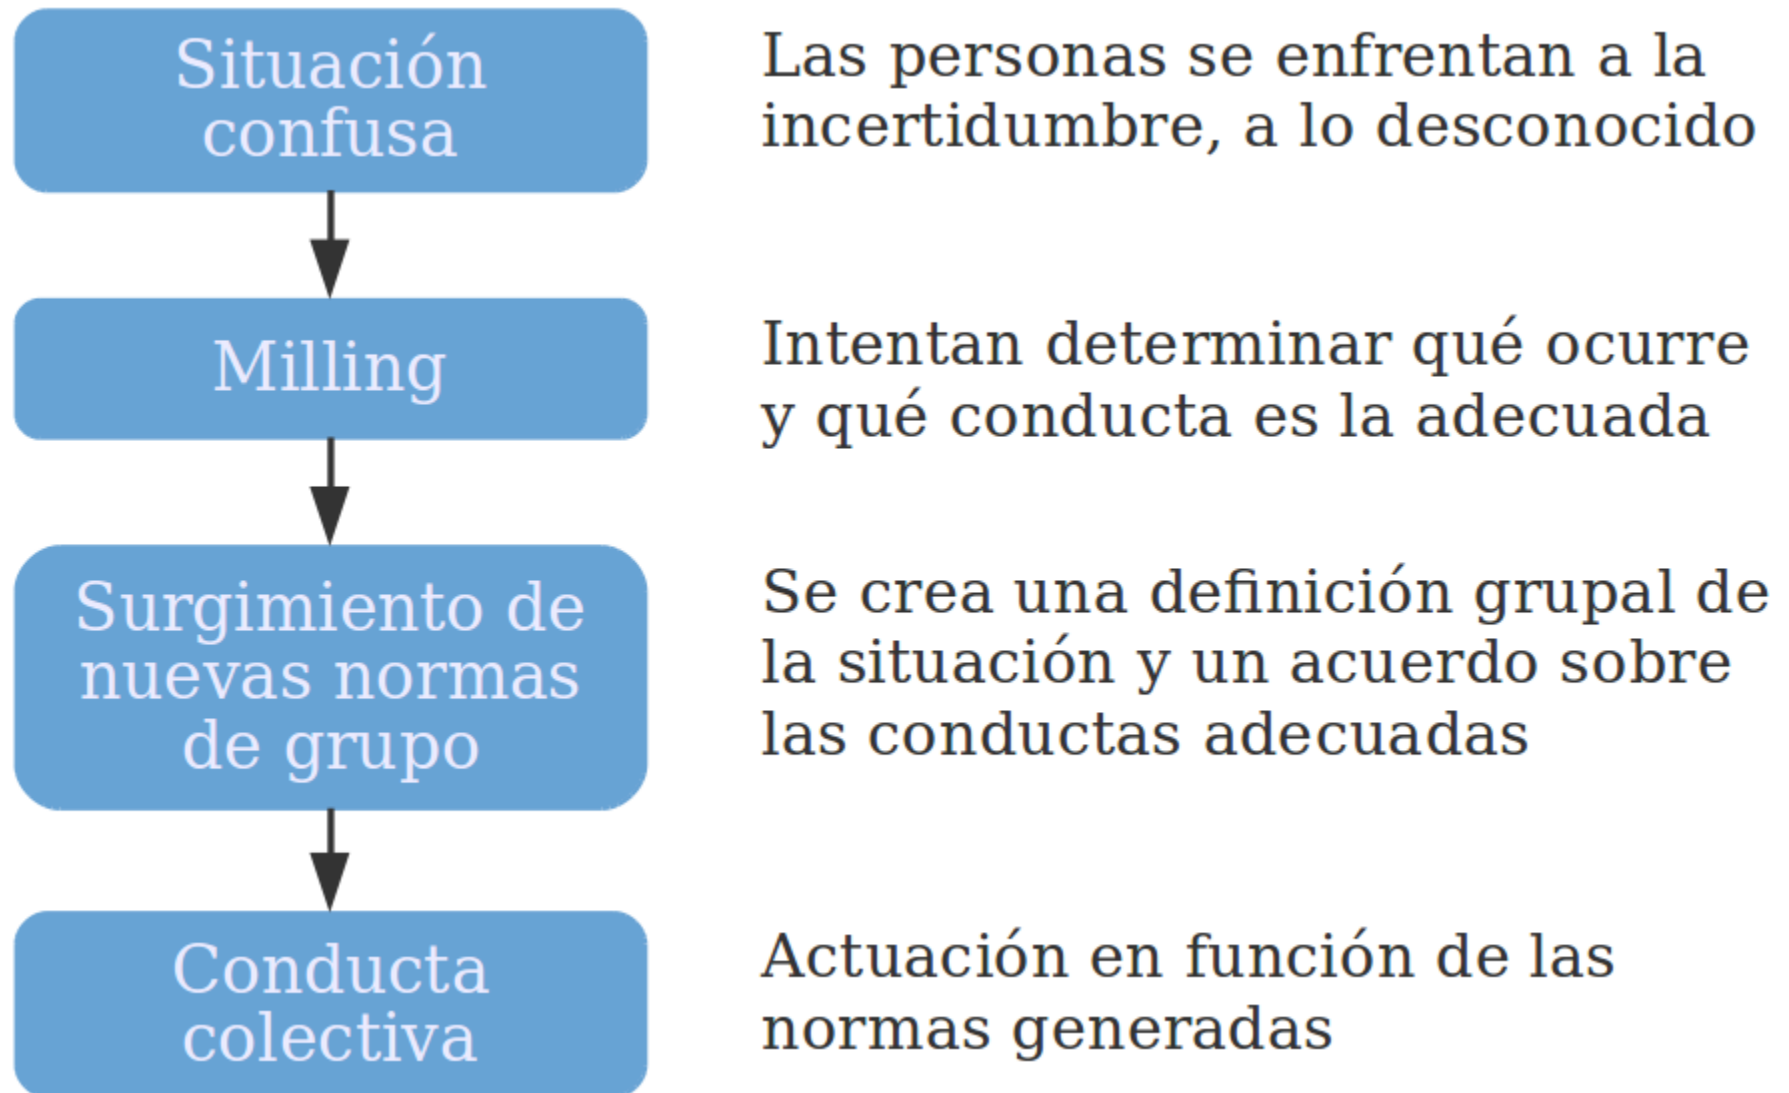 Situación
confusa
Las personas se enfrentan a la
incertidumbre, a lo desconocido
Milling
Intentan determinar qué ocurre
y qué conducta es la adecuada
Surgimiento de
nuevas normas
de grupo
Se crea una definición grupal de
la situación y un acuerdo sobre
las conductas adecuadas
Conducta
colectiva
Actuación en función de las
normas generadas